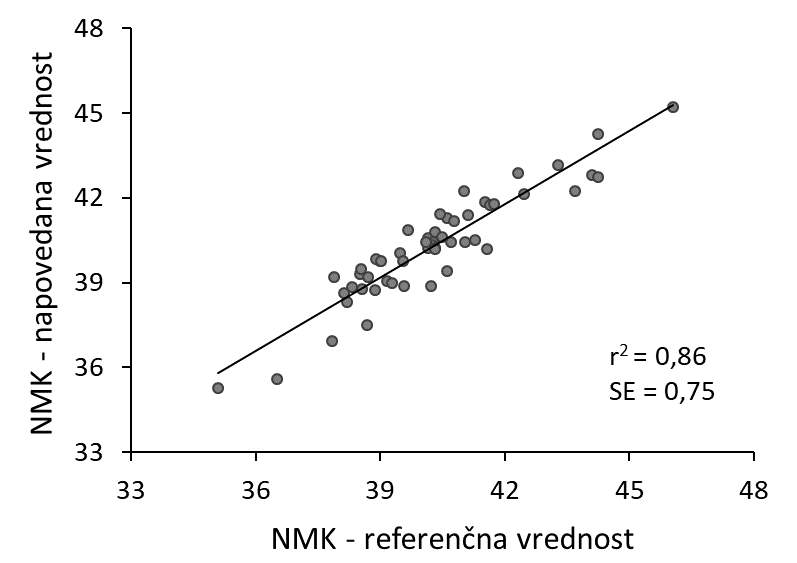 NMK - napovedana vrednost
48
45
42
39
36
33
r² = 0,86
SE = 0,75
33 36 39 42 45 48
NMK - referenčna vrednost